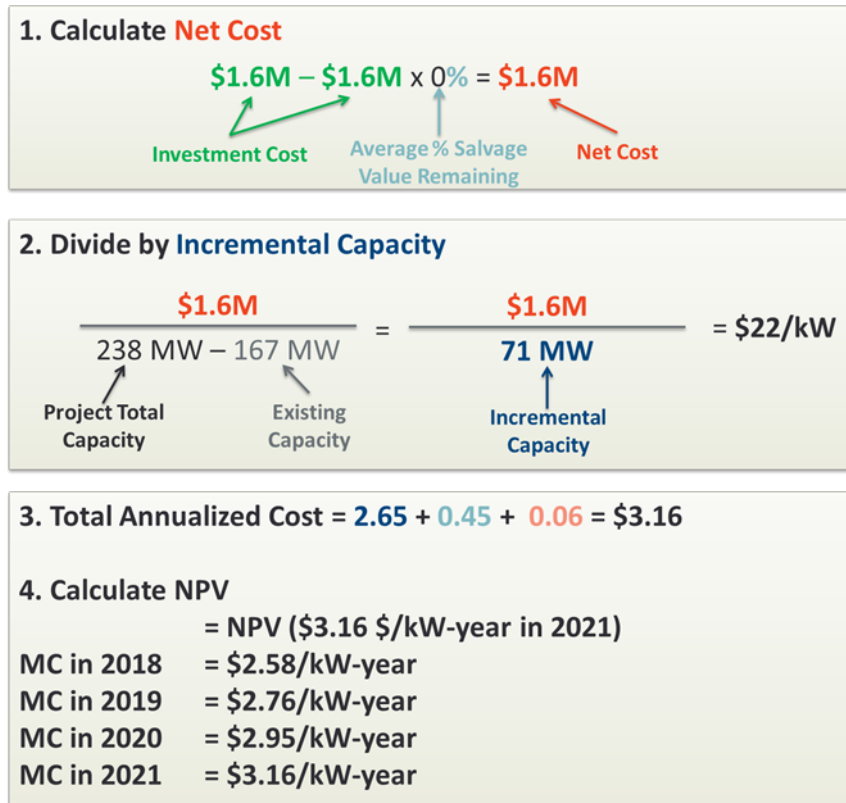 1. Calculate Net Cost
$1.6M – $1.6M x 0% = $1.6M
Investment Cost
Average % Salvage
Value Remaining
Net Cost
2. Divide by Incremental Capacity
$1.6M
238 MW – 167 MW
=
$1.6M
71 MW
= $22/kW
Project Total
Capacity
Existing
Capacity
Incremental
Capacity
3. Total Annualized Cost = 2.65 + 0.45 + 0.06 = $3.16
4. Calculate NPV
= NPV ($3.16 $/kW-year in 2021)
MC in 2018 = $2.58/kW-year
MC in 2019 = $2.76/kW-year
MC in 2020 = $2.95/kW-year
MC in 2021 = $3.16/kW-year